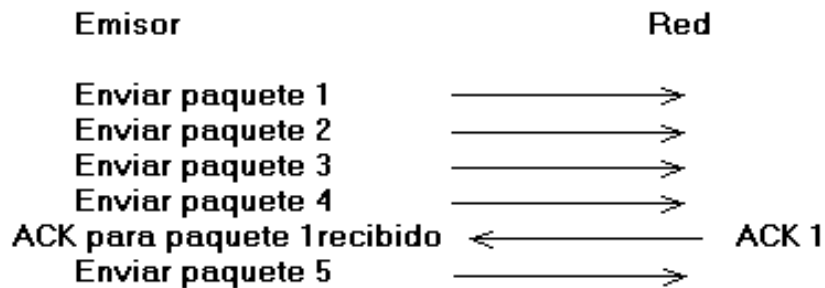 Emisor Red
Enviar paquete 1
Enviar paquete 2
Enviar paquete 3
Enviar paquete 4
ACK para paquete 1recibido ACK 1
Enviar paquete 5